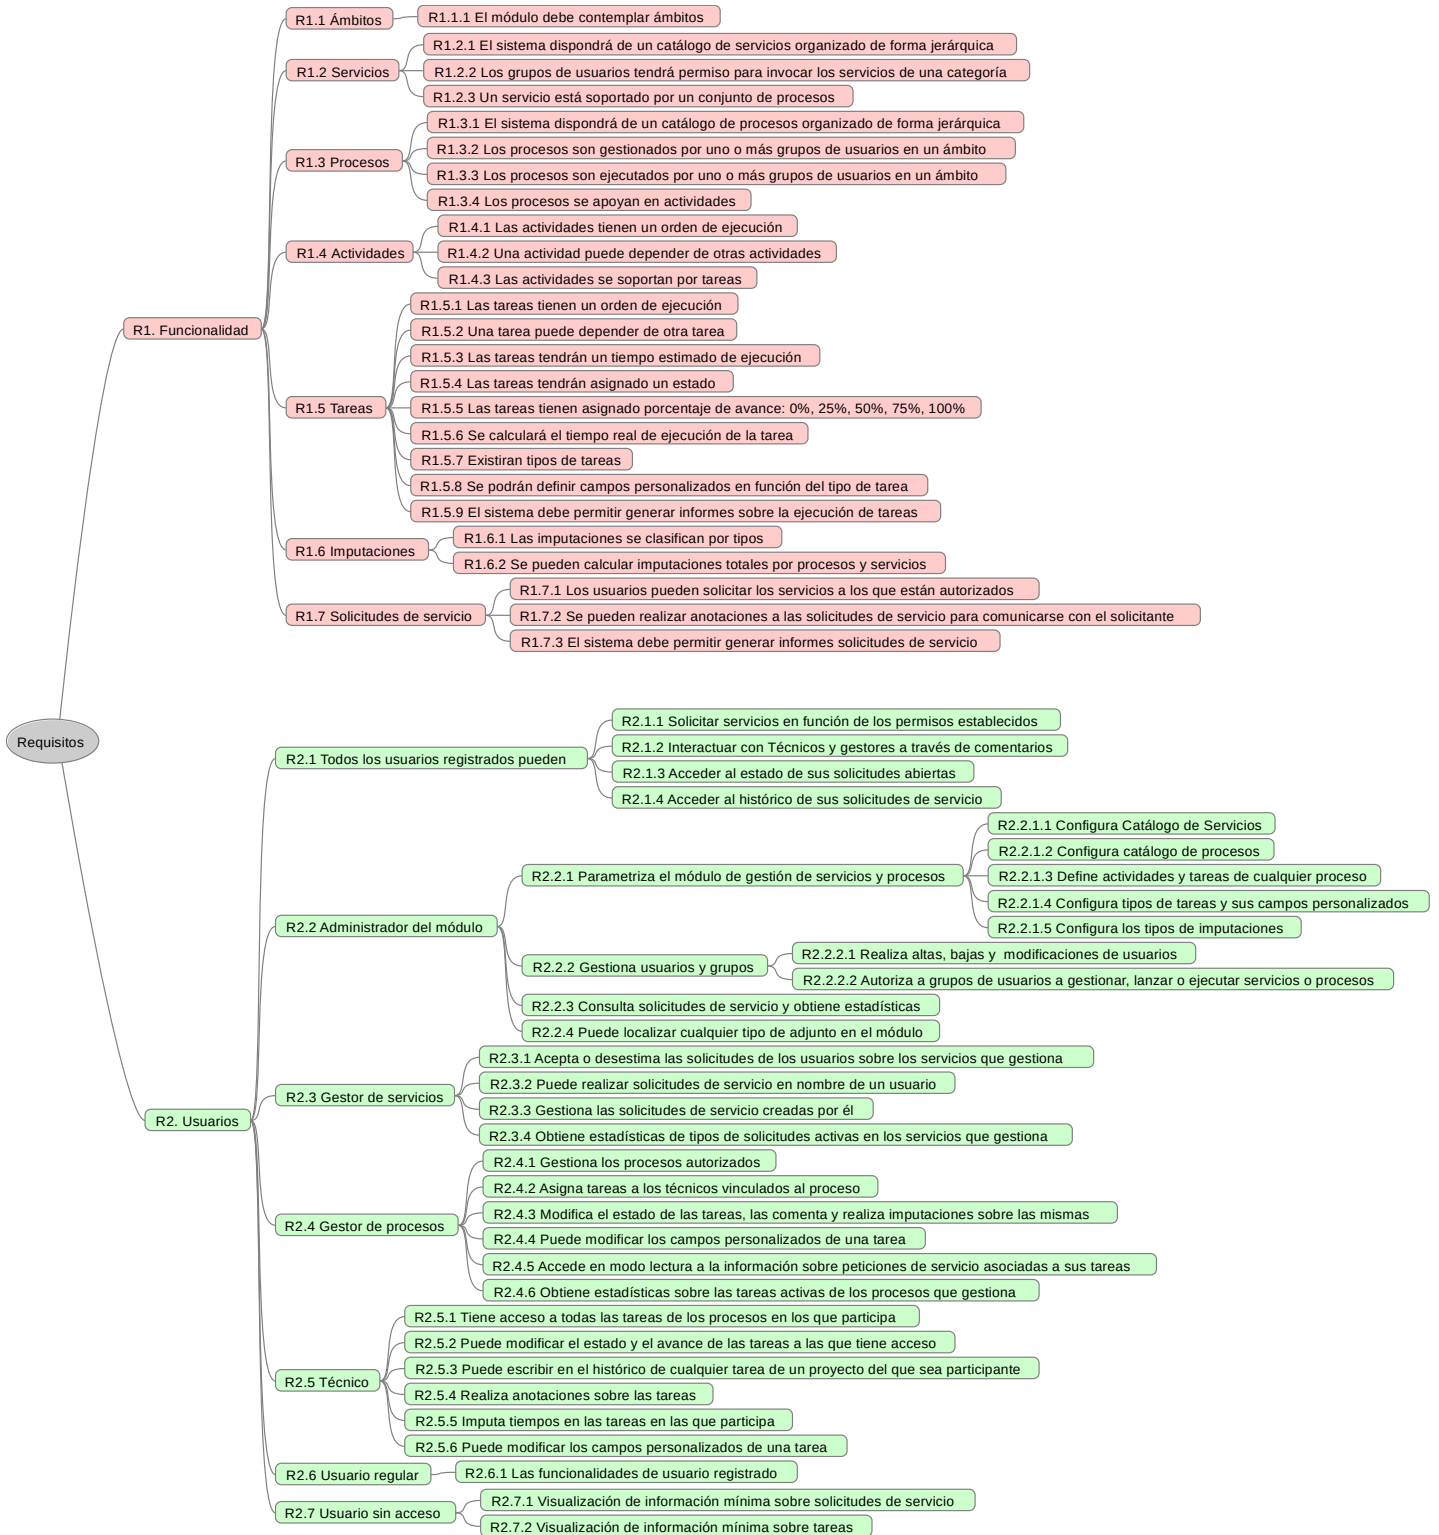 Requisitos
R1. Funcionalidad
R1.1 Ámbitos
R1.1.1 El módulo debe contemplar ámbitos
R1.2 Servicios
R1.2.1 El sistema dispondrá de un catálogo de servicios organizado de forma jerárquica
R1.2.2 Los grupos de usuarios tendrá permiso para invocar los servicios de una categoría
R1.2.3 Un servicio está soportado por un conjunto de procesos
R1.3 Procesos
R1.3.1 El sistema dispondrá de un catálogo de procesos organizado de forma jerárquica
R1.3.2 Los procesos son gestionados por uno o más grupos de usuarios en un ámbito
R1.3.3 Los procesos son ejecutados por uno o más grupos de usuarios en un ámbito
R1.3.4 Los procesos se apoyan en actividades
R1.4 Actividades
R1.4.1 Las actividades tienen un orden de ejecución
R1.4.2 Una actividad puede depender de otras actividades
R1.4.3 Las actividades se soportan por tareas
R1.5 Tareas
R1.5.1 Las tareas tienen un orden de ejecución
R1.5.2 Una tarea puede depender de otra tarea
R1.5.3 Las tareas tendrán un tiempo estimado de ejecución
R1.5.4 Las tareas tendrán asignado un estado
R1.5.5 Las tareas tienen asignado porcentaje de avance: 0%, 25%, 50%, 75%, 100%
R1.5.6 Se calculará el tiempo real de ejecución de la tarea
R1.5.7 Existiran tipos de tareas
R1.5.8 Se podrán definir campos personalizados en función del tipo de tarea
R1.5.9 El sistema debe permitir generar informes sobre la ejecución de tareas
R1.6 Imputaciones
R1.6.1 Las imputaciones se clasifican por tipos
R1.6.2 Se pueden calcular imputaciones totales por procesos y servicios
R1.7 Solicitudes de servicio
R1.7.1 Los usuarios pueden solicitar los servicios a los que están autorizados
R1.7.2 Se pueden realizar anotaciones a las solicitudes de servicio para comunicarse con el solicitante
R1.7.3 El sistema debe permitir generar informes solicitudes de servicio
R2. Usuarios
R2.1 Todos los usuarios registrados pueden
R2.1.1 Solicitar servicios en función de los permisos establecidos
R2.1.2 Interactuar con Técnicos y gestores a través de comentarios
R2.1.3 Acceder al estado de sus solicitudes abiertas
R2.1.4 Acceder al histórico de sus solicitudes de servicio
R2.2 Administrador del módulo
R2.2.1 Parametriza el módulo de gestión de servicios y procesos
R2.2.1.1 Configura Catálogo de Servicios
R2.2.1.2 Configura catálogo de procesos
R2.2.1.3 Define actividades y tareas de cualquier proceso
R2.2.1.4 Configura tipos de tareas y sus campos personalizados
R2.2.1.5 Configura los tipos de imputaciones
R2.2.2 Gestiona usuarios y grupos
R2.2.2.1 Realiza altas, bajas y  modificaciones de usuarios
R2.2.2.2 Autoriza a grupos de usuarios a gestionar, lanzar o ejecutar servicios o procesos
R2.2.3 Consulta solicitudes de servicio y obtiene estadísticas
R2.2.4 Puede localizar cualquier tipo de adjunto en el módulo
R2.3 Gestor de servicios
R2.3.1 Acepta o desestima las solicitudes de los usuarios sobre los servicios que gestiona
R2.3.2 Puede realizar solicitudes de servicio en nombre de un usuario
R2.3.3 Gestiona las solicitudes de servicio creadas por él
R2.3.4 Obtiene estadísticas de tipos de solicitudes activas en los servicios que gestiona
R2.4 Gestor de procesos
R2.4.1 Gestiona los procesos autorizados
R2.4.2 Asigna tareas a los técnicos vinculados al proceso
R2.4.3 Modifica el estado de las tareas, las comenta y realiza imputaciones sobre las mismas
R2.4.4 Puede modificar los campos personalizados de una tarea
R2.4.5 Accede en modo lectura a la información sobre peticiones de servicio asociadas a sus tareas
R2.4.6 Obtiene estadísticas sobre las tareas activas de los procesos que gestiona
R2.5 Técnico
R2.5.1 Tiene acceso a todas las tareas de los procesos en los que participa
R2.5.2 Puede modificar el estado y el avance de las tareas a las que tiene acceso
R2.5.3 Puede escribir en el histórico de cualquier tarea de un proyecto del que sea participante
R2.5.4 Realiza anotaciones sobre las tareas
R2.5.5 Imputa tiempos en las tareas en las que participa
R2.5.6 Puede modificar los campos personalizados de una tarea
R2.6 Usuario regular
R2.6.1 Las funcionalidades de usuario registrado
R2.7 Usuario sin acceso
R2.7.1 Visualización de información mínima sobre solicitudes de servicio
R2.7.2 Visualización de información mínima sobre tareas